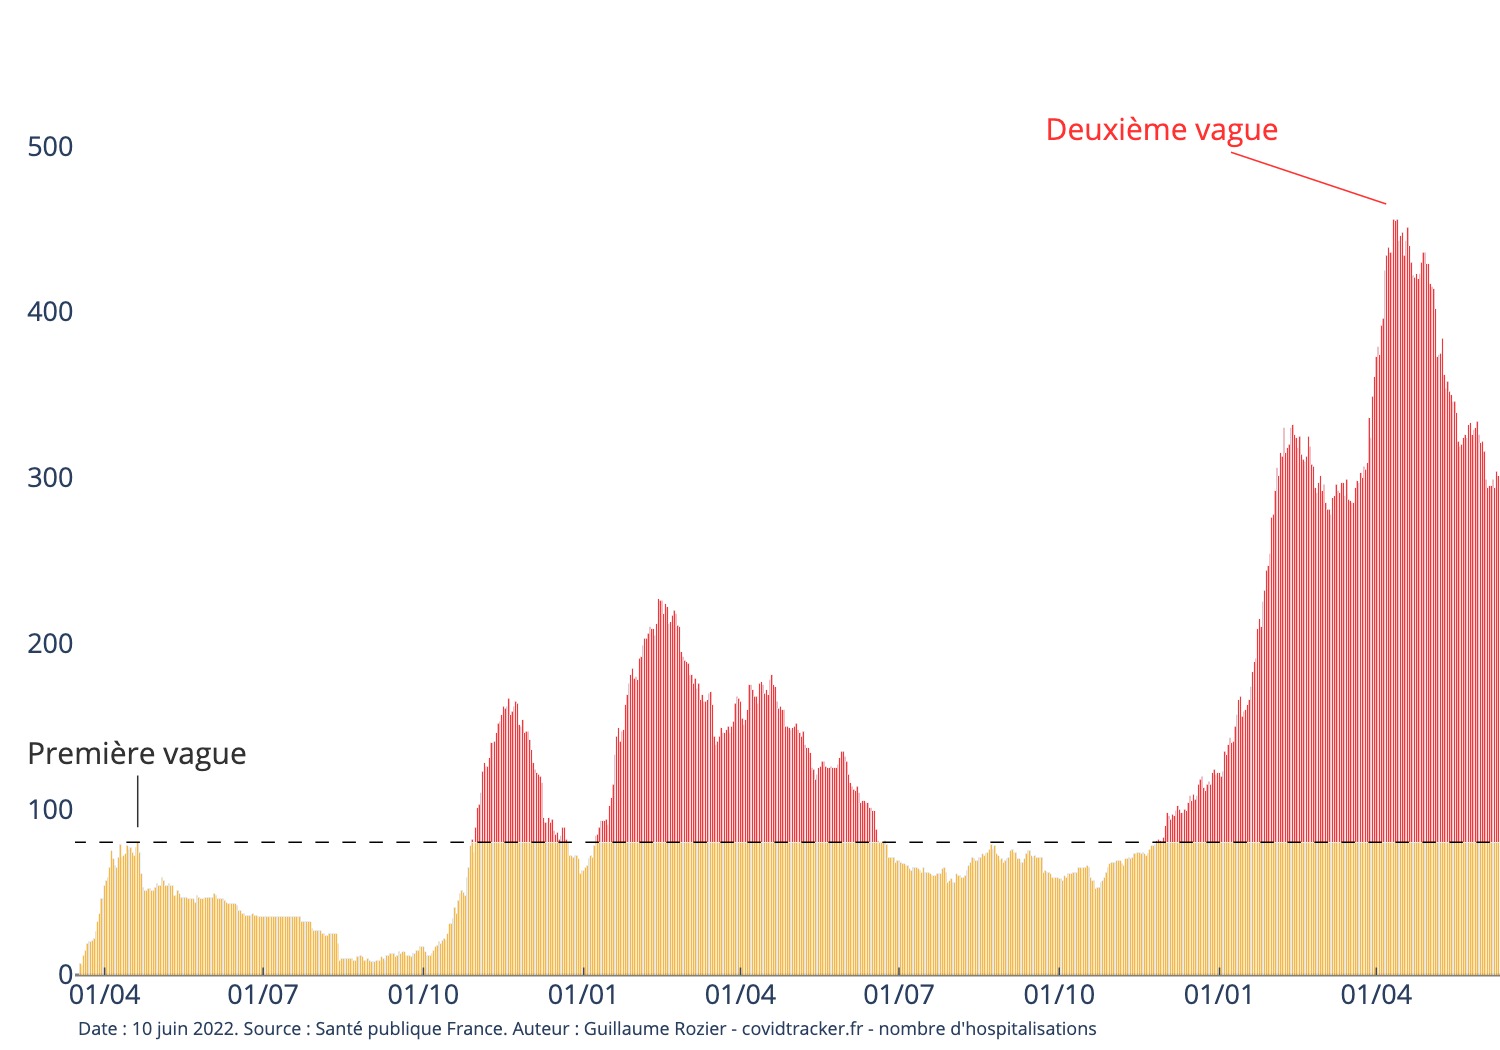 Deuxième vague
500
400
300
200
Première vague
100
0
01/04 01/07 01/10 01/01 01/04 01/07 01/10 01/01 01/04
Date : 10 juin 2022. Source : Santé publique France. Auteur : Guillaume Rozier - covidtracker.fr - nombre d'hospitalisations